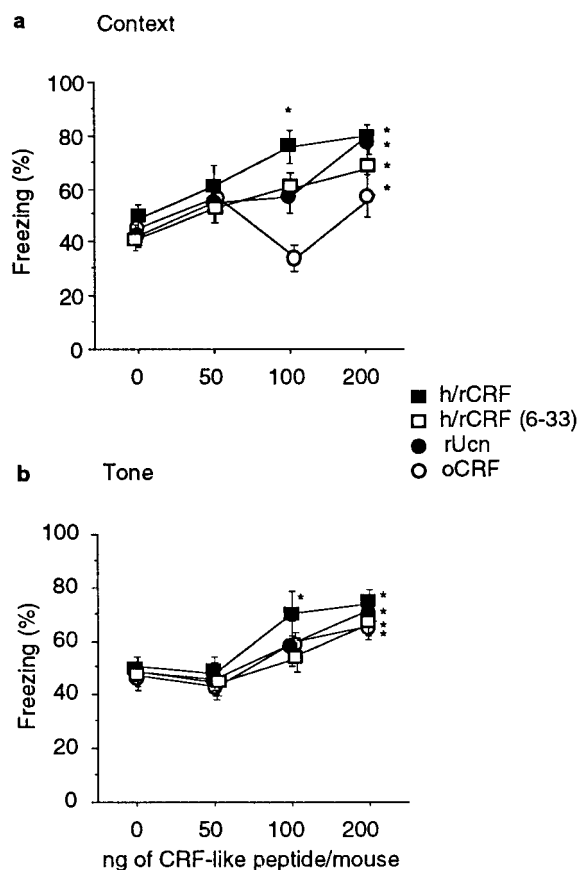 a Context
100
80
60
40
20
0
Freezing (%)
*
*
*
*
*
0 50 100 200
h/rCRF
h/rCRF (6-33)
rUcn
oCRF
b Tone
100
80
60
40
20
0
Freezing (%)
*
*
*
*
*
0 50 100 200
ng of CRF-like peptide/mouse